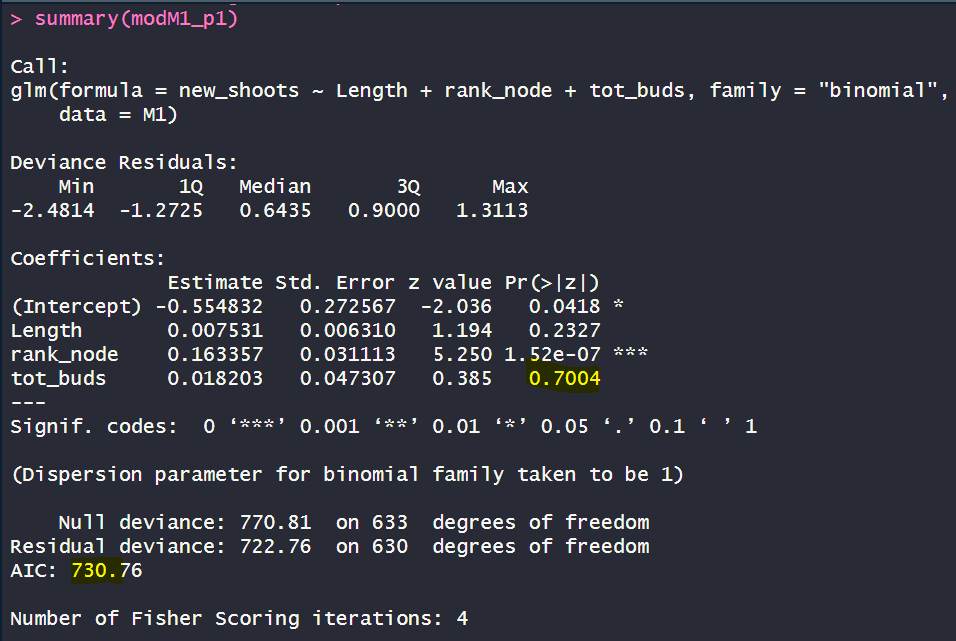 > summary(modM1_p1)
Call:
glm(formula = new_shoots ~ Length + rank_node + tot_buds, family = "binomial",
    data = M1)
Deviance Residuals:
    Min       1Q   Median       3Q      Max
-2.4814  -1.2725   0.6435   0.9000   1.3113
Coefficients:
             Estimate Std. Error z value Pr(>|z|)
(Intercept) -0.554832   0.272567  -2.036   0.0418 *
Length       0.007531   0.006310   1.194   0.2327
rank_node    0.163357   0.031113   5.250 1.52e-07 ***
tot_buds     0.018203   0.047307   0.385   0.7004
---
Signif. codes:  0 ‘***’ 0.001 ‘**’ 0.01 ‘*’ 0.05 ‘.’ 0.1 ‘ ’ 1
(Dispersion parameter for binomial family taken to be 1)
    Null deviance: 770.81  on 633  degrees of freedom
Residual deviance: 722.76  on 630  degrees of freedom
AIC: 730.76
Number of Fisher Scoring iterations: 4